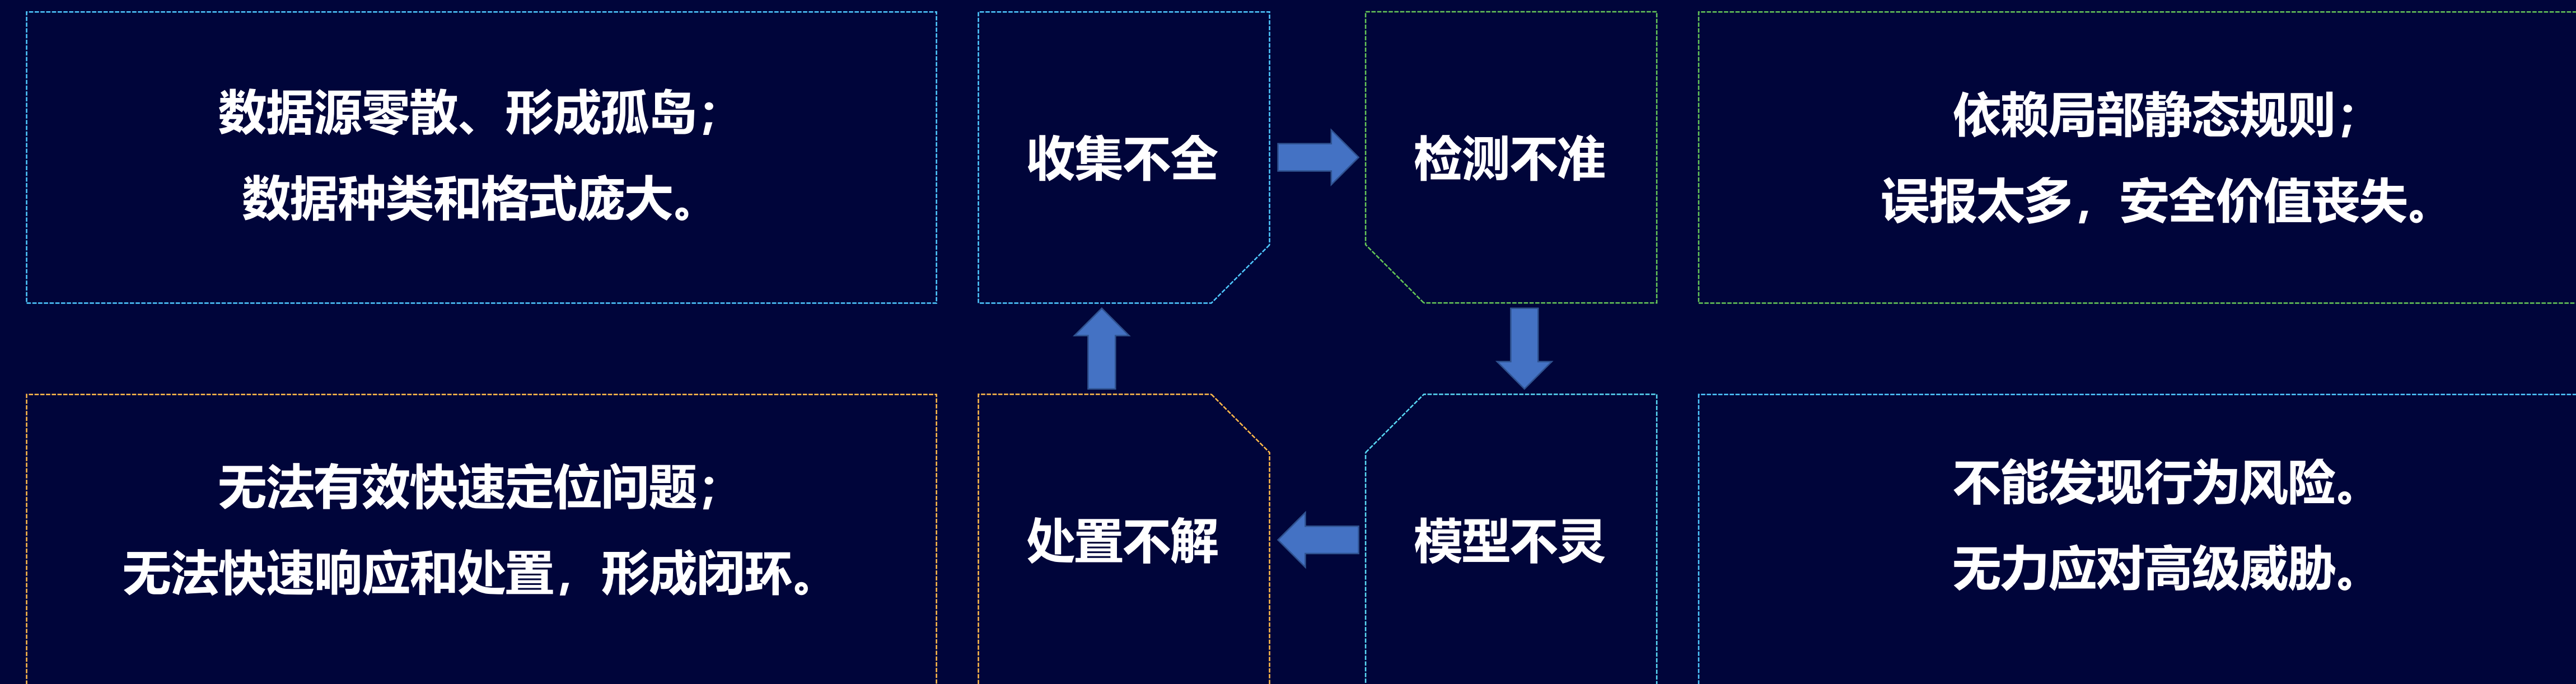 数据源零散、形成孤岛；
数据种类和格式庞大。
收集不全
检测不准
依赖局部静态规则；
误报太多，安全价值丧失。
无法有效快速定位问题；
无法快速响应和处置，形成闭环。
处置不解
模型不灵
不能发现行为风险。
无力应对高级威胁。